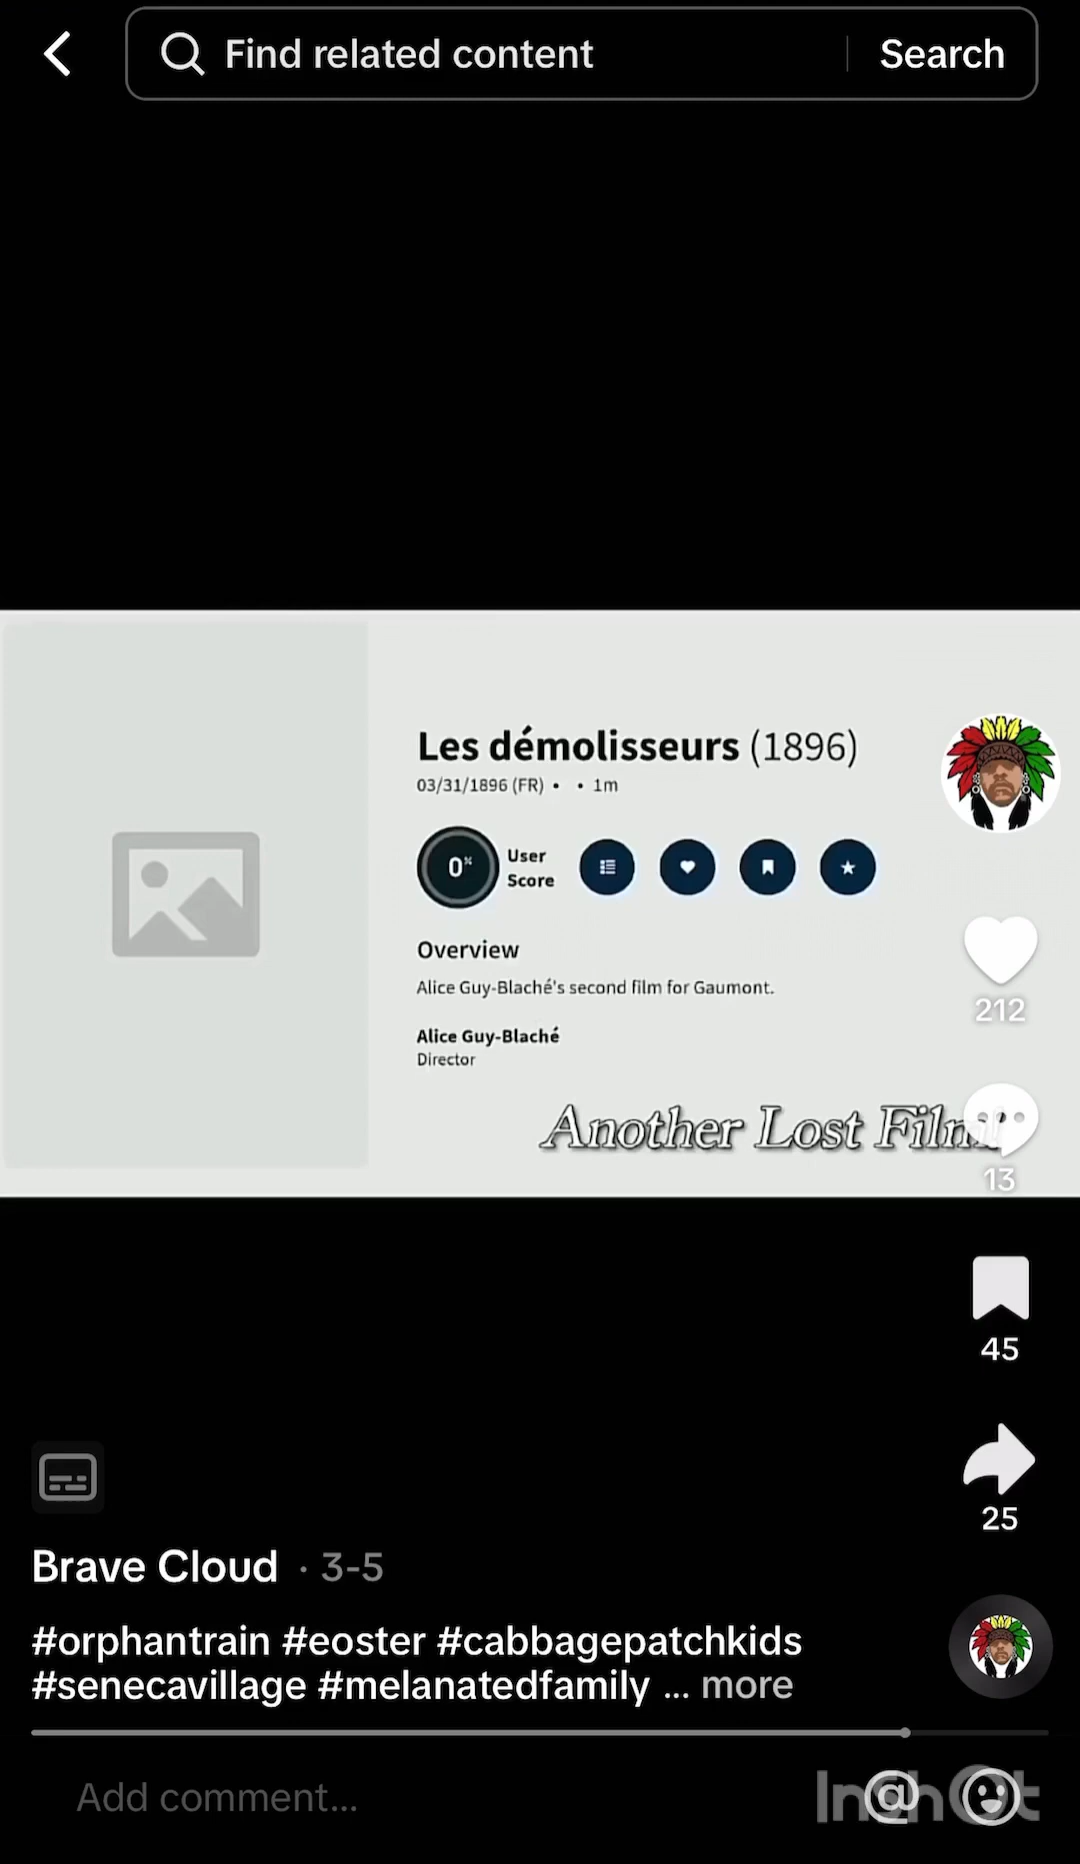 Find related content
Search
Les démolisseurs (1896)
03/31/1896 (FR) • • 1m
0%
User
Score
Overview
Alice Guy-Blaché's second film for Gaumont.
Alice Guy-Blaché
Director
Another Lost Film
212
13
45
25
Brave Cloud · 3-5
#orphantrain #eoster #cabbagepatchkids
#senecavillage #melanatedfamily ... more
Add comment...
InShot